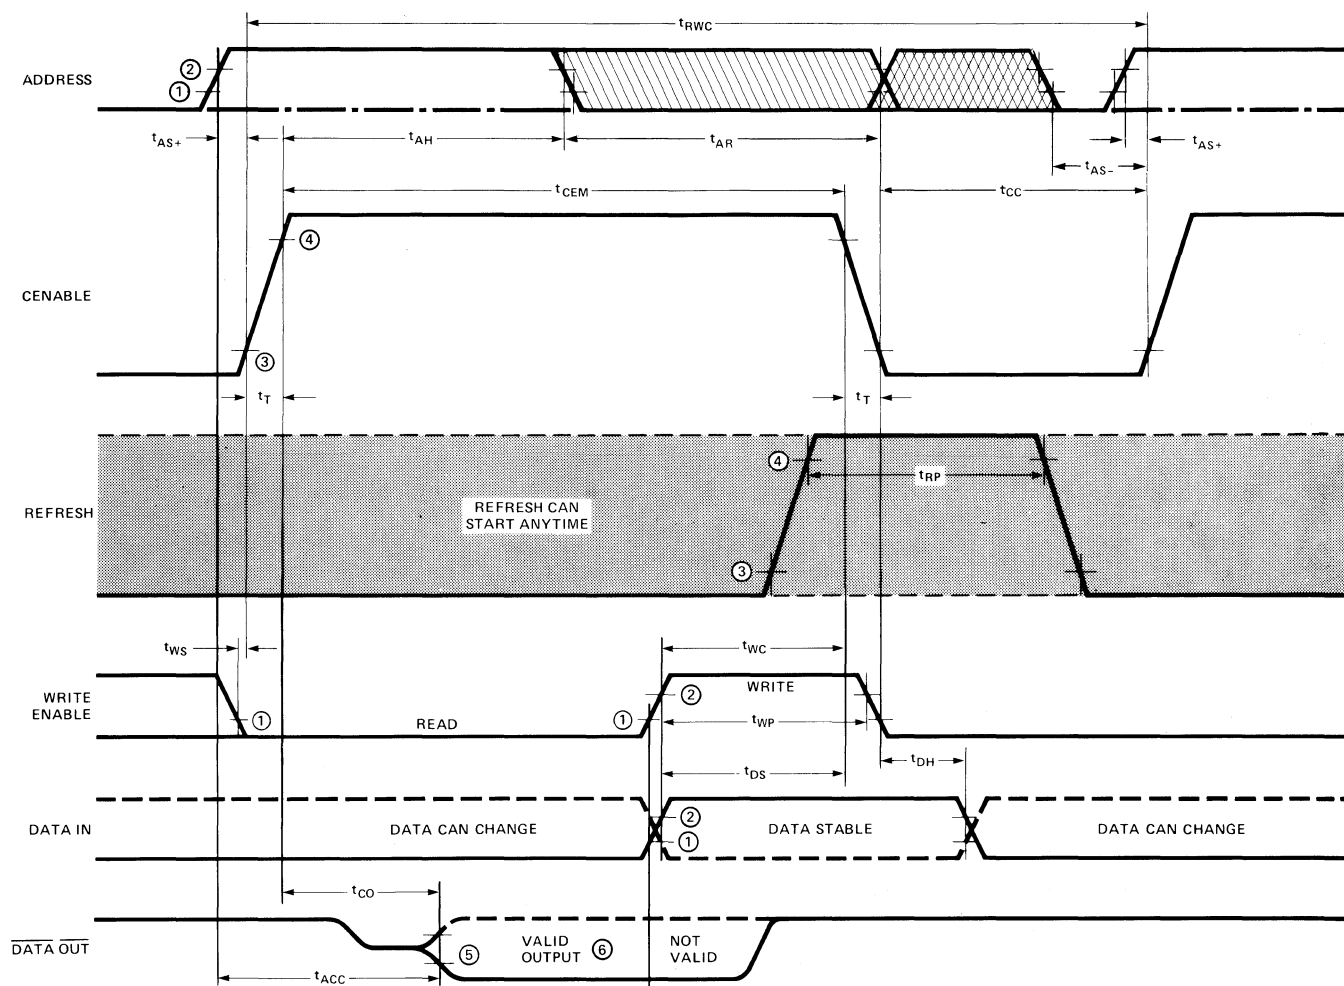 tRWC
ADDRESS
②
①
tAS+
tAH
tAR
tAS+
tAS-
tCEM
tCC
④
CENABLE
③
tT
tT
④
tRP
REFRESH
REFRESH CAN
START ANYTIME
③
tWS
tWC
WRITE
ENABLE
①
READ
①
②
WRITE
tWP
tDH
tDS
DATA IN
DATA CAN CHANGE
②
①
DATA STABLE
DATA CAN CHANGE
tCO
DATA OUT
⑤
VALID
OUTPUT ⑥
NOT
VALID
tACC